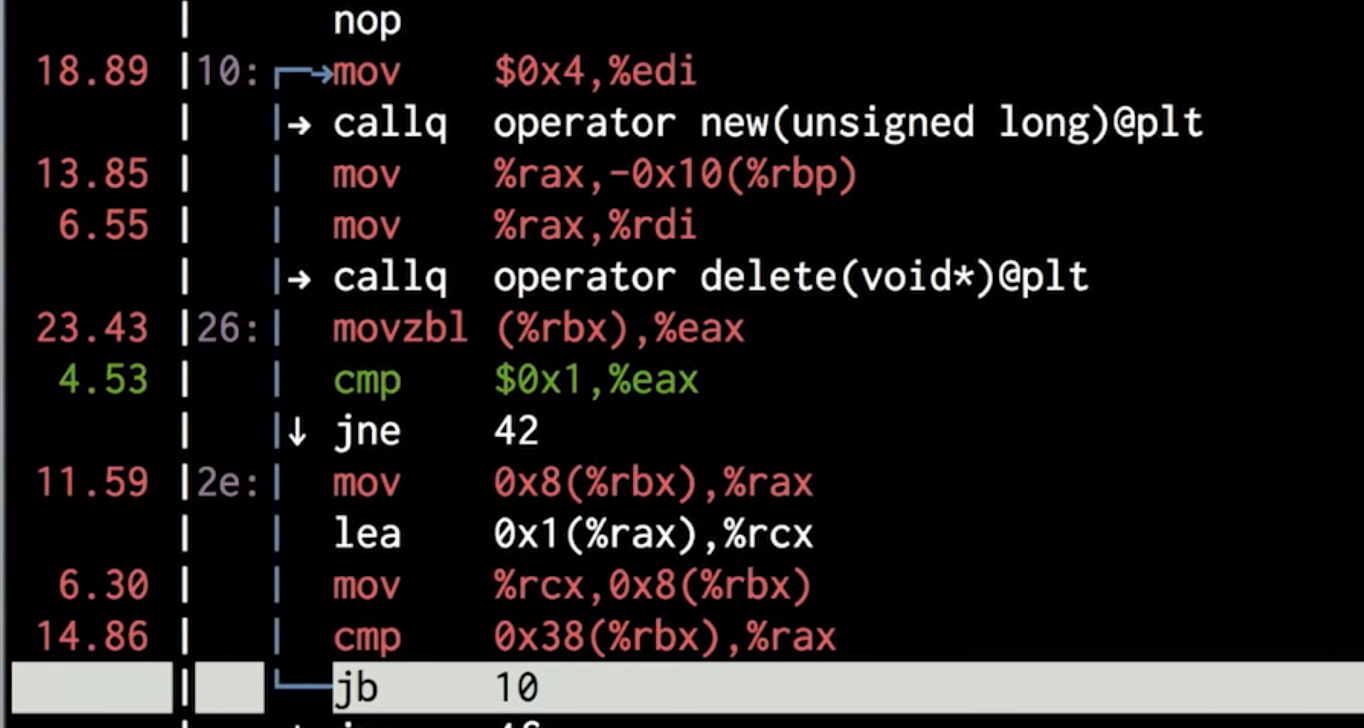 nop
18.89 |10: mov $0x4,%edi
| → callq operator new(unsigned long)@plt
13.85 | mov %rax,-0x10(%rbp)
6.55 | mov %rax,%rdi
| → callq operator delete(void*)@plt
23.43 |26: movzbl (%rbx),%eax
4.53 | cmp $0x1,%eax
| ↓ jne 42
11.59 |2e: mov 0x8(%rbx),%rax
lea 0x1(%rax),%rcx
6.30 | mov %rcx,0x8(%rbx)
14.86 | cmp 0x38(%rbx),%rax
jb 10